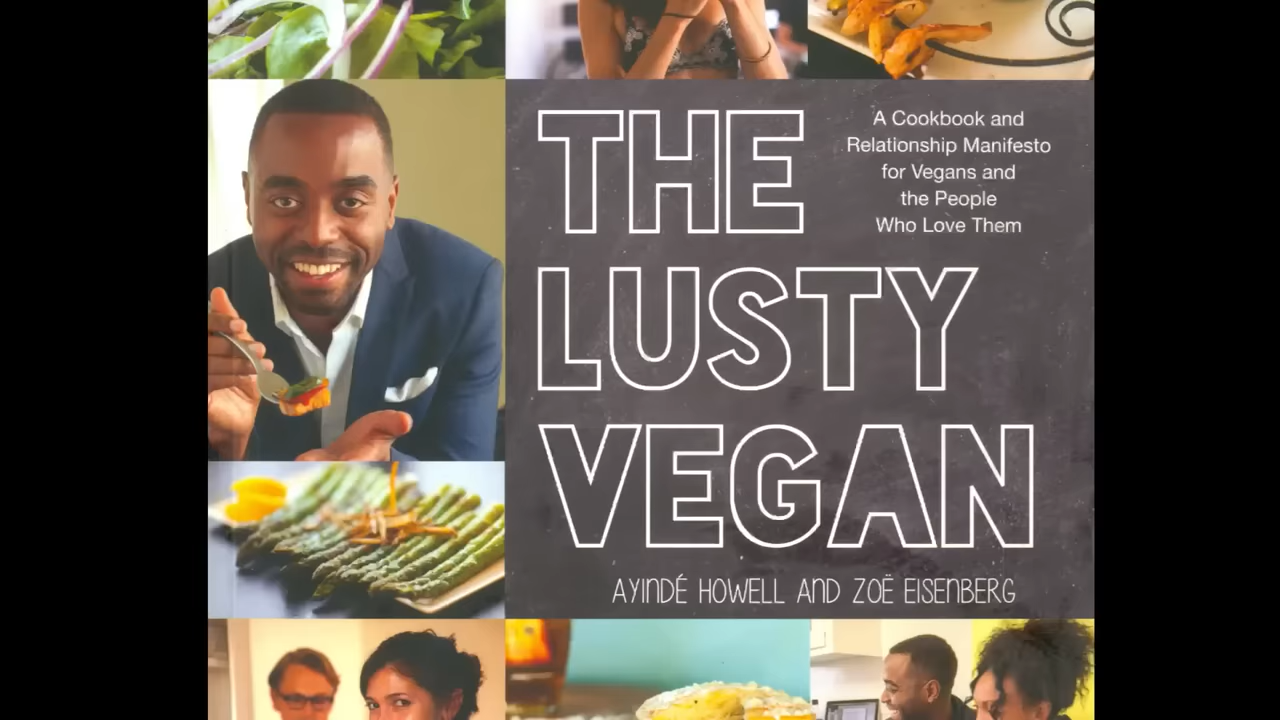 THE
LUSTY
VEGAN
A Cookbook and
Relationship Manifesto
for Vegans and
the People
Who Love Them
AYINDÉ HOWELL AND ZOË EISENBERG